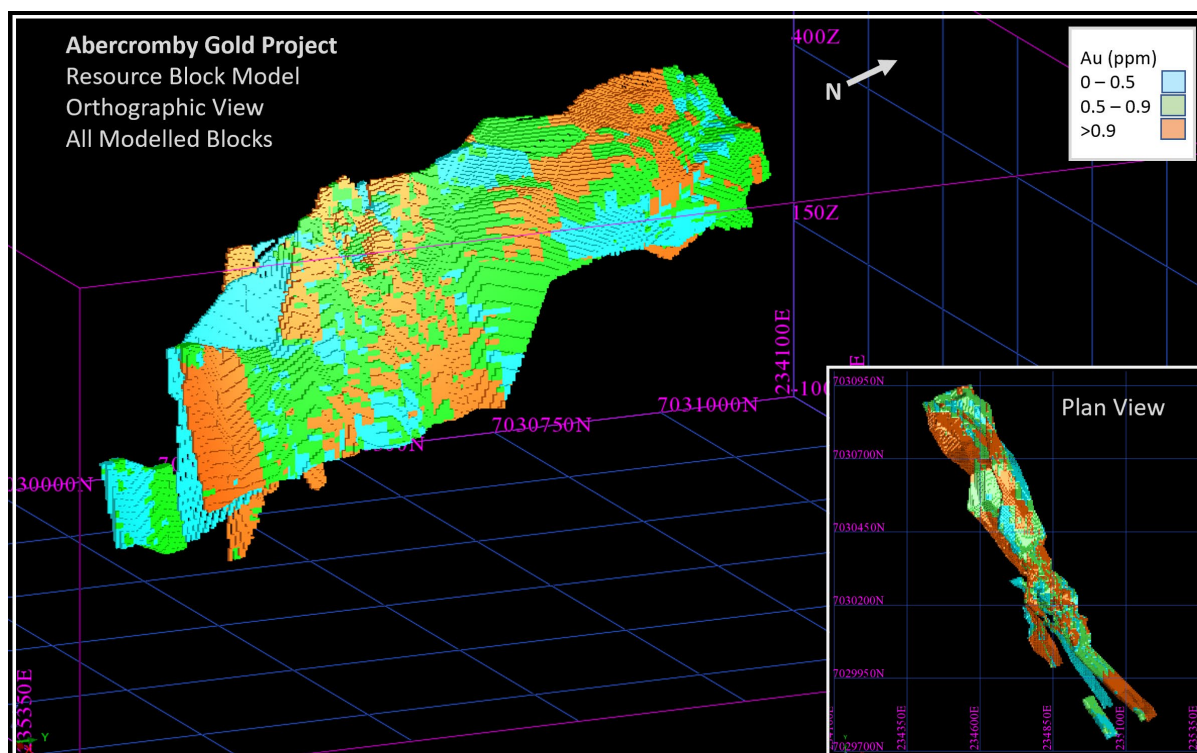 Abercromby Gold Project
Resource Block Model
Orthographic View
All Modelled Blocks
N
400Z
Au (ppm)
0 – 0.5
0.5 – 0.9
>0.9
150Z
234100E
-100
E
7031000N
7030750N
030000N
235350E
Y
Plan View
7030950N
7030700N
7030450N
7030200N
7029950N
7029700N
234350E
234600E
234850E
235100E
Y